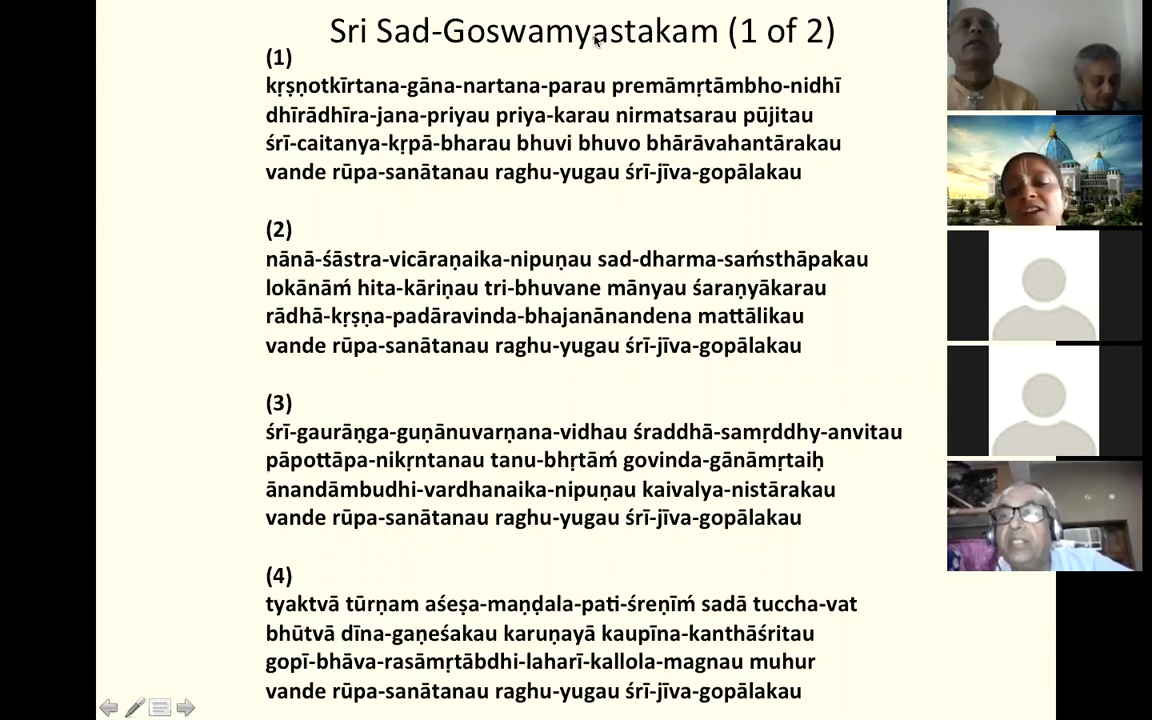 Sri Sad-Goswamyastakam (1 of 2)
(1)
kṛṣṇotkīrtana-gāna-nartana-parau premāmṛtāmbho-nidhī
dhīrādhīra-jana-priyau priya-karau nirmatsarau pūjitau
śrī-caitanya-kṛpā-bharau bhuvi bhuvo bhārāvahantārakau
vande rūpa-sanātanau raghu-yugau śrī-jīva-gopālakau
(2)
nānā-śāstra-vicāraṇaika-nipuṇau sad-dharma-saḿsthāpakau
lokānāḿ hita-kāriṇau tri-bhuvane mānyau śaraṇyākarau
rādhā-kṛṣṇa-padāravinda-bhajanānandena mattālikau
vande rūpa-sanātanau raghu-yugau śrī-jīva-gopālakau
(3)
śrī-gaurāṇga-guṇānuvarṇana-vidhau śraddhā-samṛddhy-anvitau
pāpottāpa-nikṛntanau tanu-bhṛtāḿ govinda-gānāmṛtaiḥ
ānandāmbudhi-vardhanaika-nipuṇau kaivalya-nistārakau
vande rūpa-sanātanau raghu-yugau śrī-jīva-gopālakau
(4)
tyaktvā tūrṇam aśeṣa-maṇḍala-pati-śreṇīḿ sadā tuccha-vat
bhūtvā dīna-gaṇeśakau karuṇayā kaupīna-kanthāśritau
gopī-bhāva-rasāmṛtābdhi-laharī-kallola-magnau muhur
vande rūpa-sanātanau raghu-yugau śrī-jīva-gopālakau